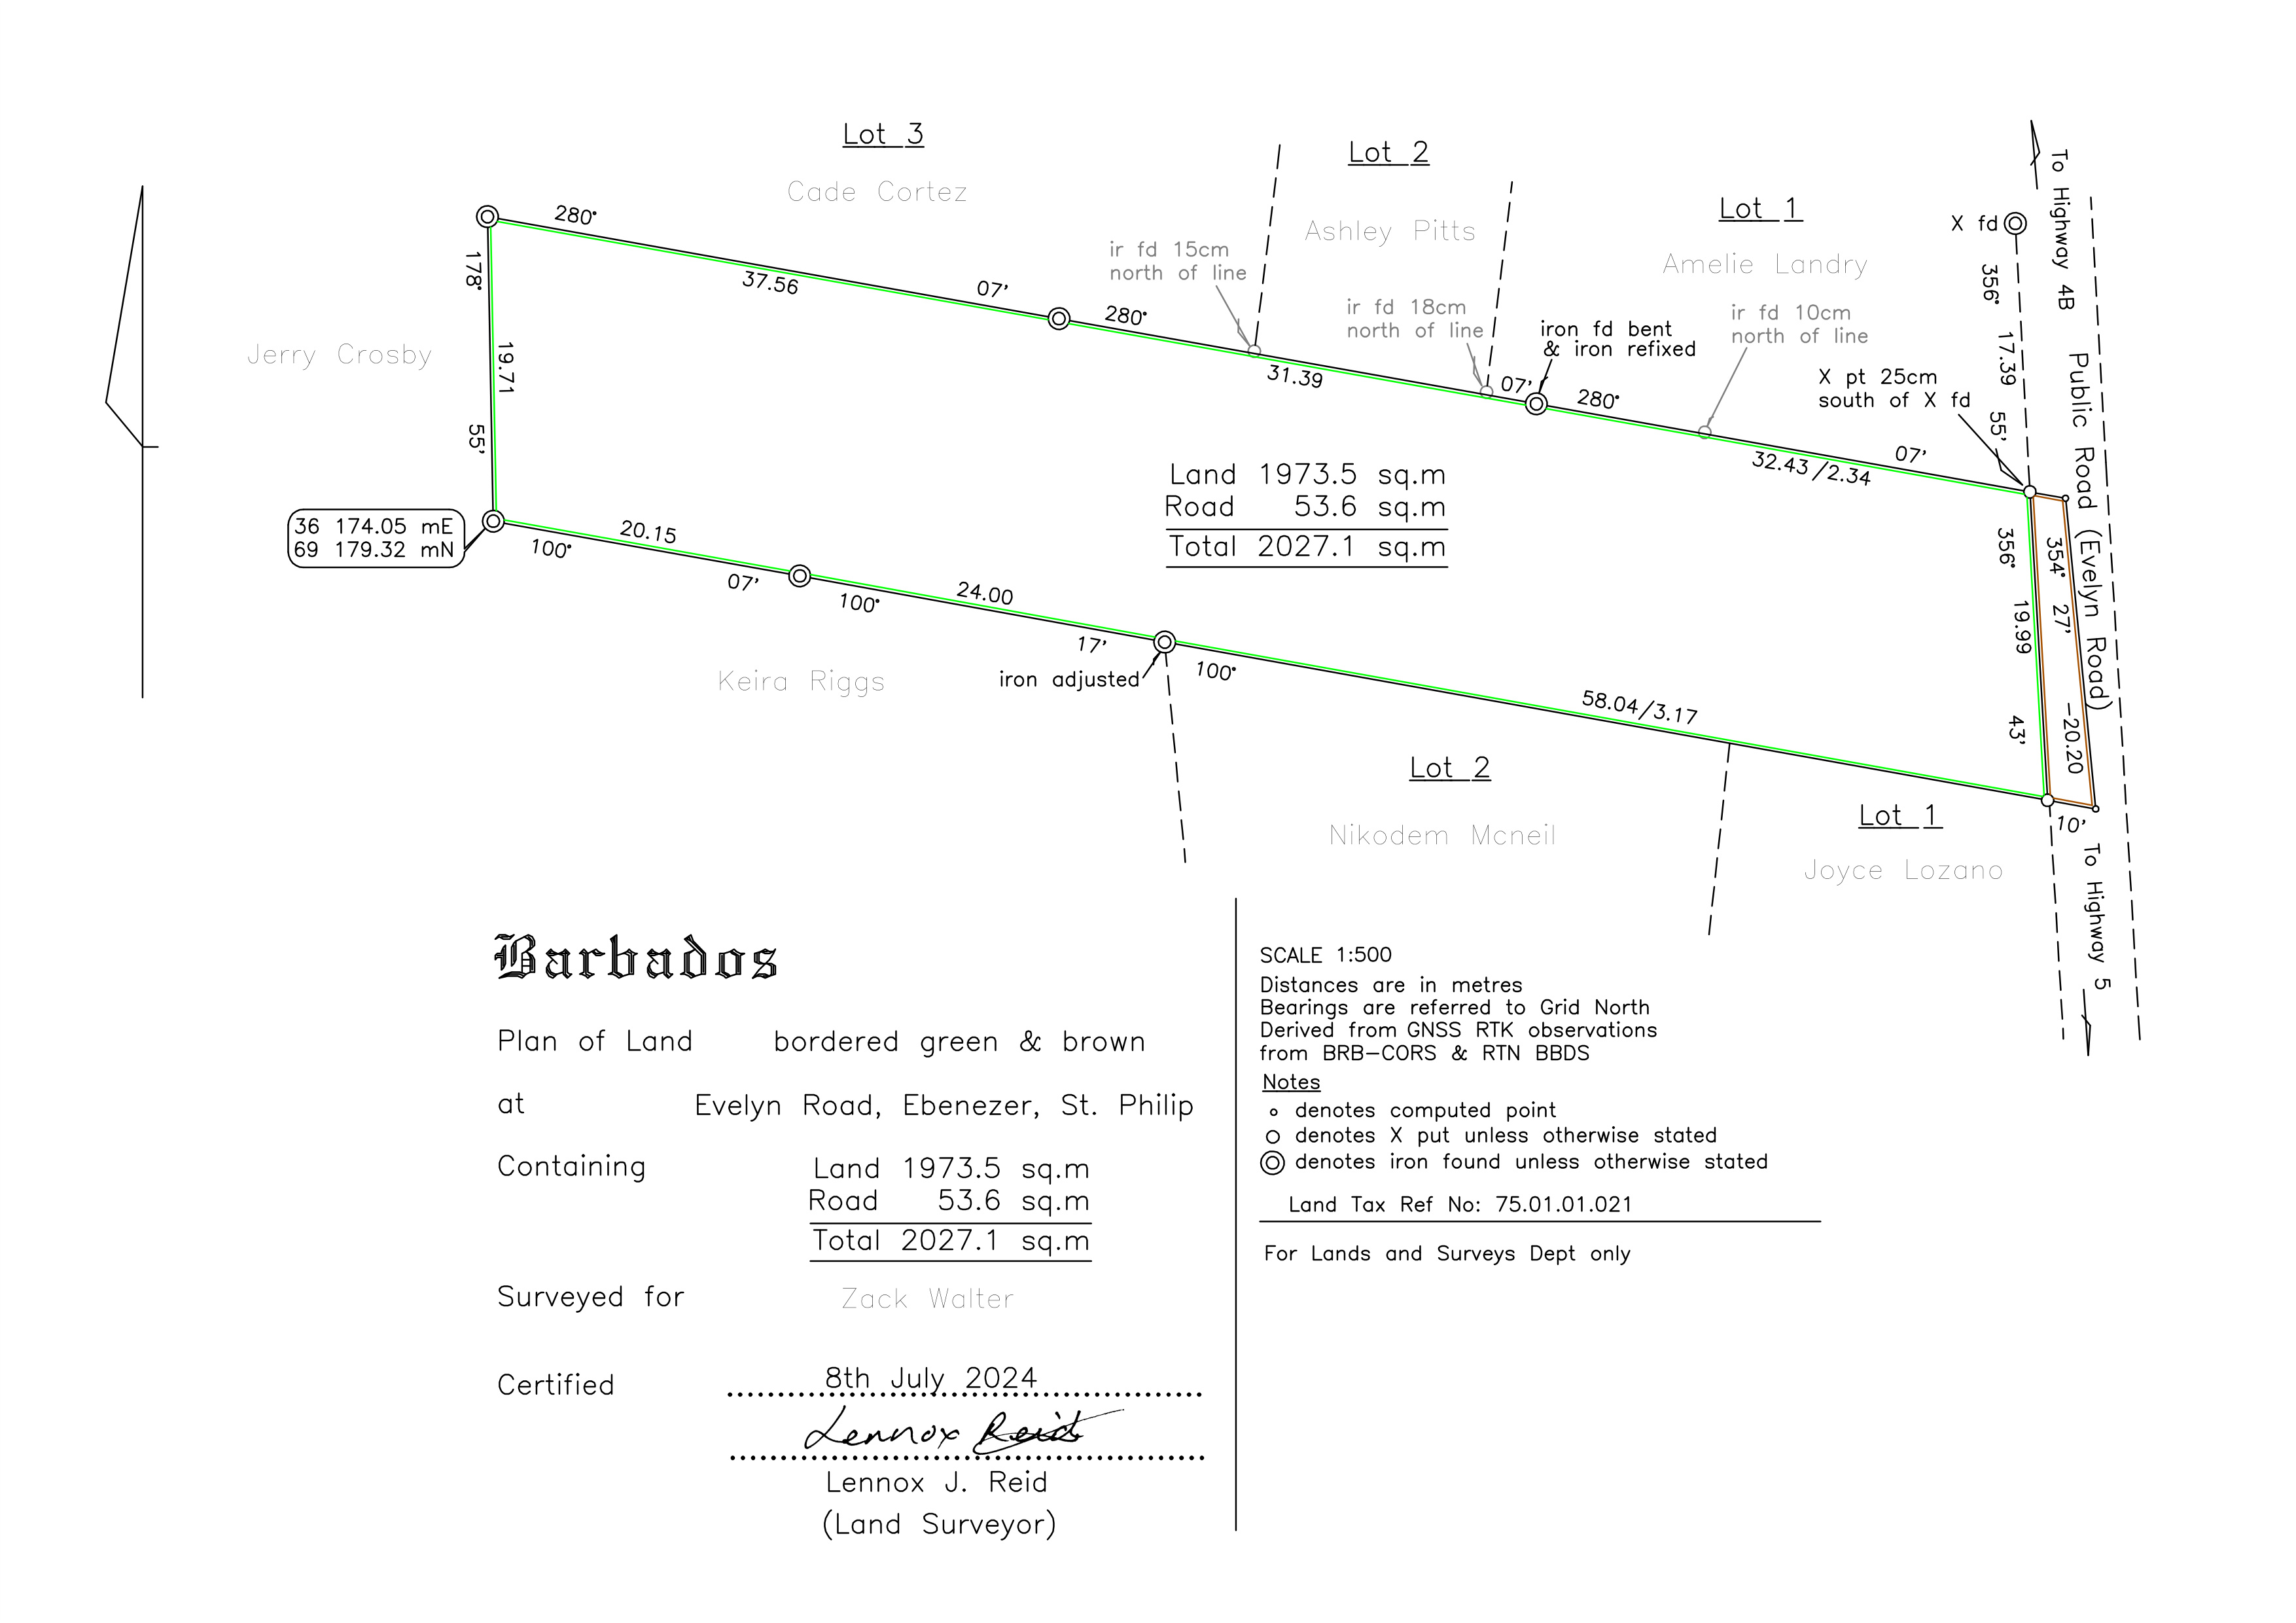 Lot 3
Cade Cortez
Lot 2
Ashley Pitts
Lot 1
Amelie Landry
To Highway 4B
Public Road (Evelyn Road)
To Highway 5
X fd
356°
17.39
55'
280°
37.56
07'
280°
31.39
07'
280°
32.43/2.34
07'
ir fd 15cm
north of line
ir fd 18cm
north of line
iron fd bent
& iron refixed
ir fd 10cm
north of line
X pt 25cm
south of X fd
Jerry Crosby
178°
19.71
55'
36 174.05 mE
69 179.32 mN
Land 1973.5 sq.m
Road 53.6 sq.m
Total 2027.1 sq.m
356°
19.99
43'
354°
27'
-20.20
100°
20.15
07'
100°
24.00
17'
iron adjusted
100°
58.04/3.17
10'
Keira Riggs
Lot 2
Nikodem Mcneil
Lot 1
Joyce Lozano
Barbados
Plan of Land bordered green & brown
at Evelyn Road, Ebenezer, St. Philip
Containing Land 1973.5 sq.m
Road 53.6 sq.m
Total 2027.1 sq.m
Surveyed for Zack Walter
Certified 8th July 2024
Lennox Reid
Lennox J. Reid
(Land Surveyor)
SCALE 1:500
Distances are in metres
Bearings are referred to Grid North
Derived from GNSS RTK observations
from BRB-CORS & RTN BBDS
Notes
denotes computed point
denotes X put unless otherwise stated
denotes iron found unless otherwise stated
Land Tax Ref No: 75.01.01.021
For Lands and Surveys Dept only